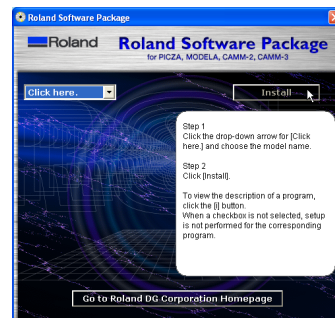 Roland Software Package
Roland
Roland Software Package
for PICZA, MODELA, CAMM-2, CAMM-3
Click here.
Install
Step 1
Click the drop-down arrow for [Click
here.] and choose the model name.
Step 2
Click [Install].
To view the description of a program,
click the [i] button.
When a checkbox is not selected, setup
is not performed for the corresponding
program.
Go to Roland DG Corporation Homepage